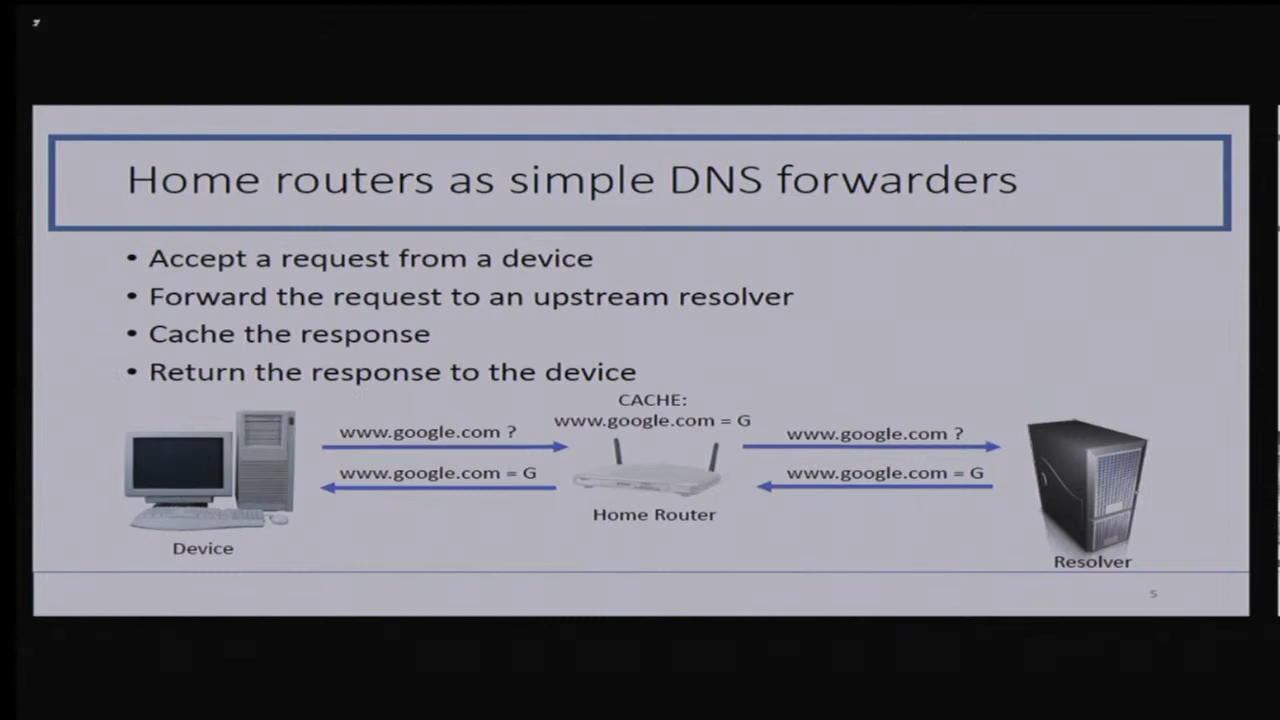 Home routers as simple DNS forwarders
• Accept a request from a device
• Forward the request to an upstream resolver
• Cache the response
• Return the response to the device
CACHE:
www.google.com = G
www.google.com ?
www.google.com = G
www.google.com ?
www.google.com = G
Home Router
Device
Resolver
5